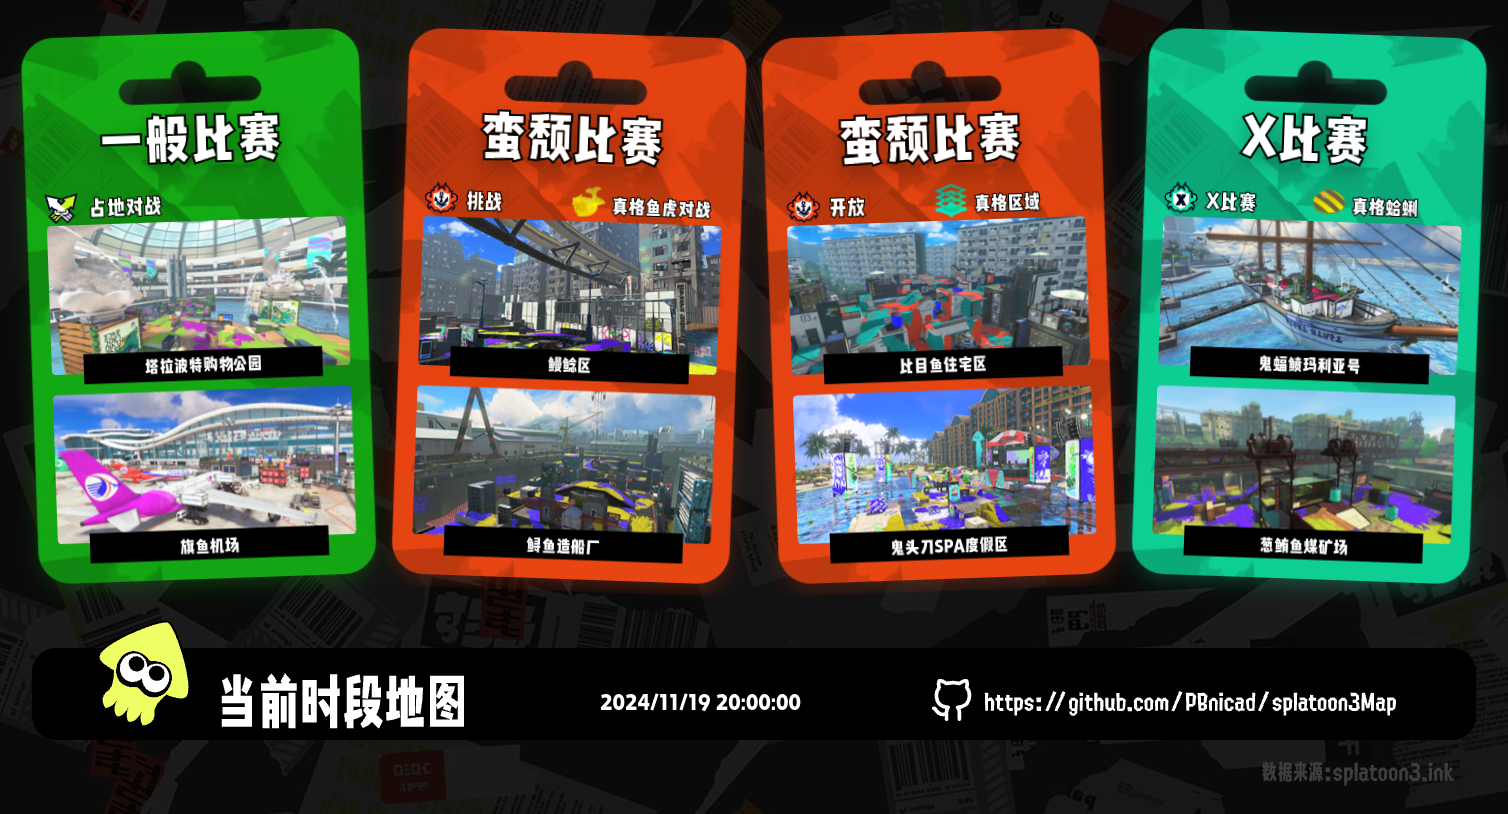 一般比赛
占地对战
塔拉波特购物公园
旗鱼机场
蛮颓比赛
挑战
真格鱼虎对战
鳗鲶区
鲟鱼造船厂
蛮颓比赛
开放
真格区域
比目鱼住宅区
鬼头刀SPA度假区
X比赛
X比赛
真格蛤蜊
鬼蝠鲼玛利亚号
葱鲔鱼煤矿场
当前时段地图
2024/11/19 20:00:00
https://github.com/PBnicad/splatoon3Map
数据来源:splatoon3.ink